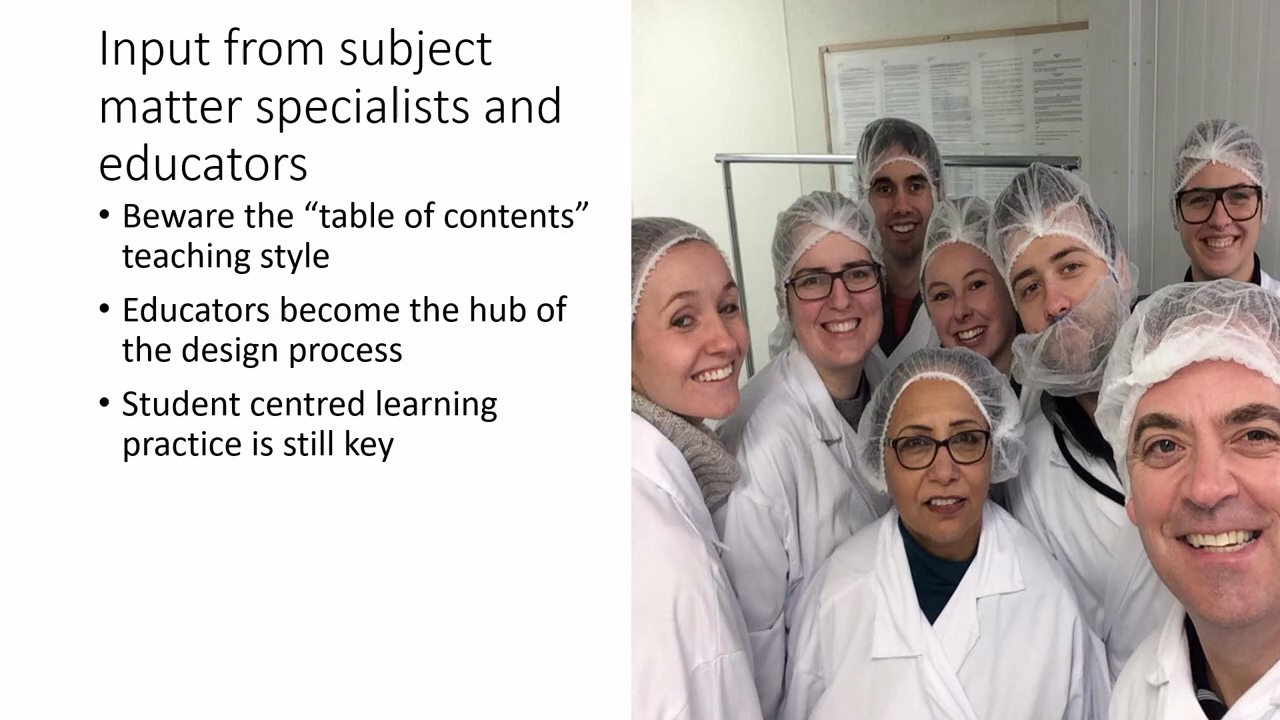 Input from subject
matter specialists and
educators
• Beware the “table of contents”
teaching style
• Educators become the hub of
the design process
• Student centred learning
practice is still key